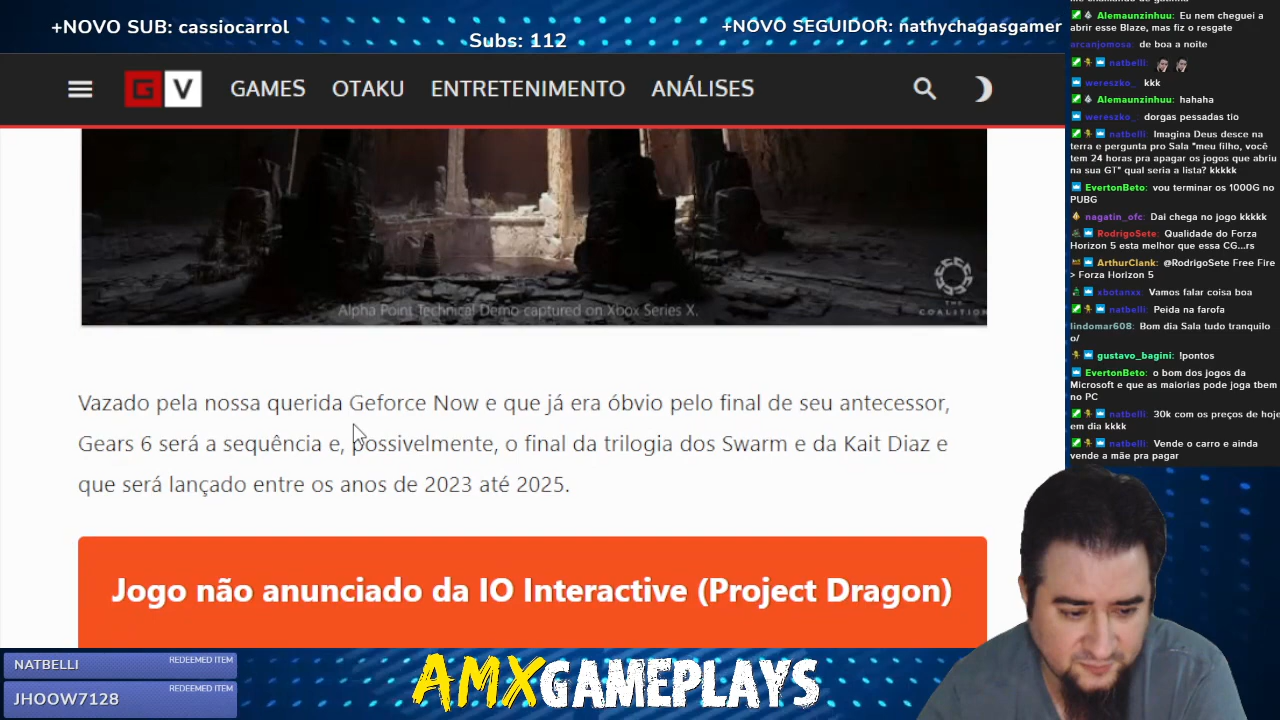 +NOVO SUB: cassiocarrol
Subs: 112
+NOVO SEGUIDOR: nathychagasgamer
G V
GAMES
OTAKU
ENTRETENIMENTO
ANÁLISES
Alpha Point Technical Demo captured on Xbox Series X.
THE
COALITION
Vazado pela nossa querida Geforce Now e que já era óbvio pelo final de seu antecessor,
Gears 6 será a sequência e, possivelmente, o final da trilogia dos Swarm e da Kait Diaz e
que será lançado entre os anos de 2023 até 2025.
Jogo não anunciado da IO Interactive (Project Dragon)
Alemaunzinhuu: Eu nem cheguei a
abrir esse Blaze, mas fiz o resgate
arcanjomosa: de boa a noite
natbelli:
wereszko_: kkk
Alemaunzinhuu: hahaha
wereszko_: dorgas pessadas tio
natbelli: Imagina Deus desce na
terra e pergunta pro Sala "meu filho, você
tem 24 horas pra apagar os jogos que abriu
na sua GT" qual seria a lista? kkkkk
EvertonBeto: vou terminar os 1000G no
PUBG
nagatin_ofc: Dai chega no jogo kkkkk
RodrigoSete: Qualidade do Forza
Horizon 5 esta melhor que essa CG...rs
ArthurClank: @RodrigoSete Free Fire
> Forza Horizon 5
xbotanxx: Vamos falar coisa boa
natbelli: Peida na farofa
lindomar608: Bom dia Sala tudo tranquilo
o/
gustavo_bagini: !pontos
EvertonBeto: o bom dos jogos da
Microsoft e que as maiorias pode joga tbem
no PC
natbelli: 30k com os preços de hoje
em dia kkkk
natbelli: Vende o carro e ainda
vende a mãe pra pagar
NATBELLI
REDEEMED ITEM
JHOOW7128
REDEEMED ITEM
AMXGAMEPLAYS